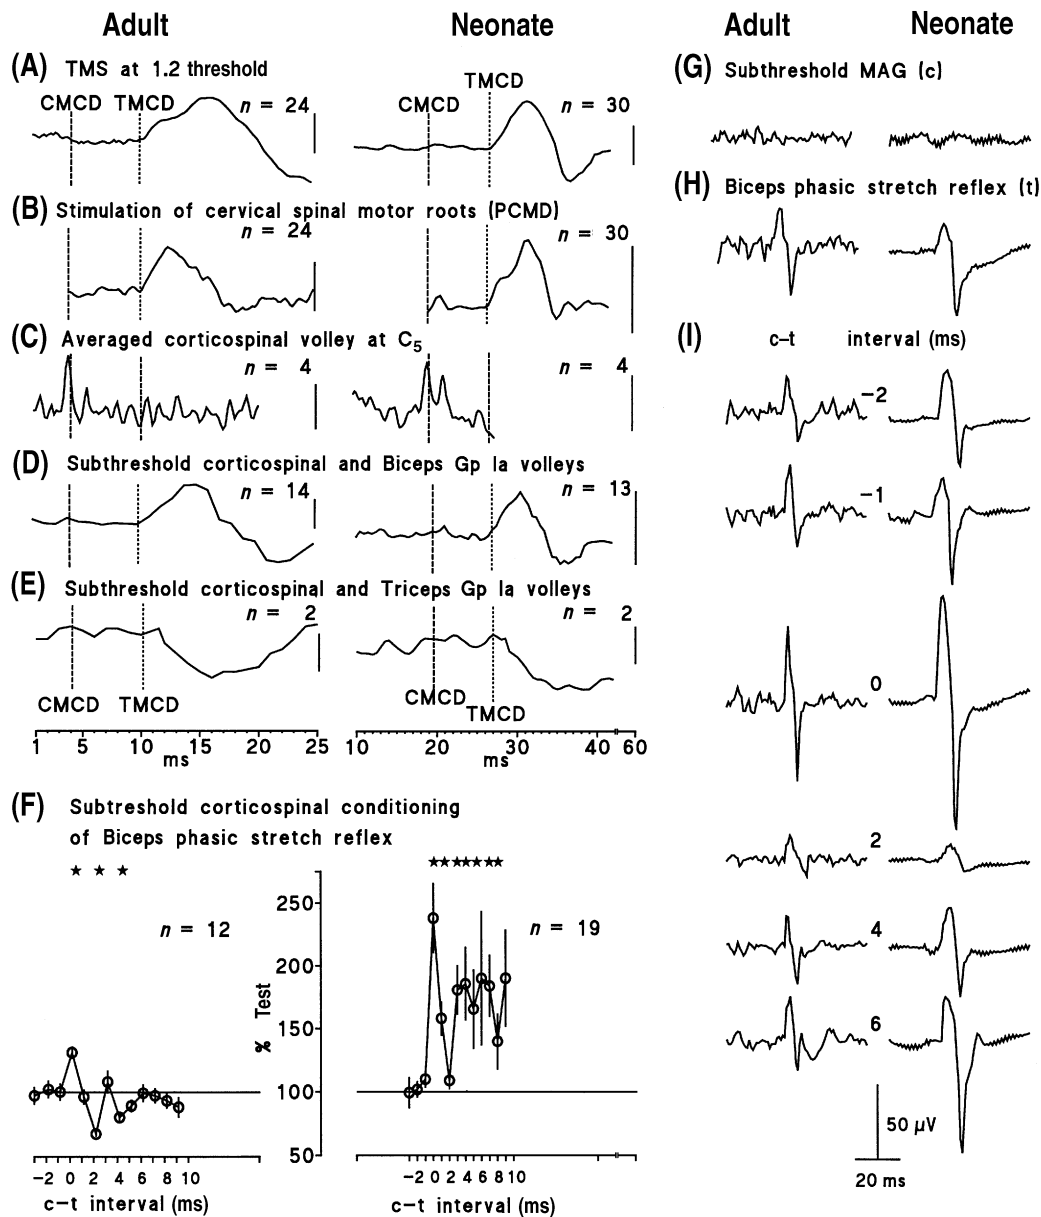 Adult Neonate
(A) TMS at 1.2 threshold
CMCD TMCD n = 24
CMCD TMCD n = 30
(B) Stimulation of cervical spinal motor roots (PCMD)
n = 24 n = 30
(C) Averaged corticospinal volley at C5
n = 4 n = 4
(D) Subthreshold corticospinal and Biceps Gp Ia volleys
n = 14 n = 13
(E) Subthreshold corticospinal and Triceps Gp Ia volleys
n = 2 n = 2
CMCD TMCD CMCD TMCD
1 5 10 15 20 25 10 20 30 40 60
ms ms
(F) Subtreshold corticospinal conditioning
of Biceps phasic stretch reflex
★ ★ ★ ★★★★★★★
n = 12 n = 19
% Test
250
200
150
100
50
−2 0 2 4 6 8 10 −2 0 2 4 6 8 10
c–t interval (ms) c–t interval (ms)
Adult Neonate
(G) Subthreshold MAG (c)
(H) Biceps phasic stretch reflex (t)
(I) c–t interval (ms)
−2
−1
0
2
4
6
50 μV
20 ms